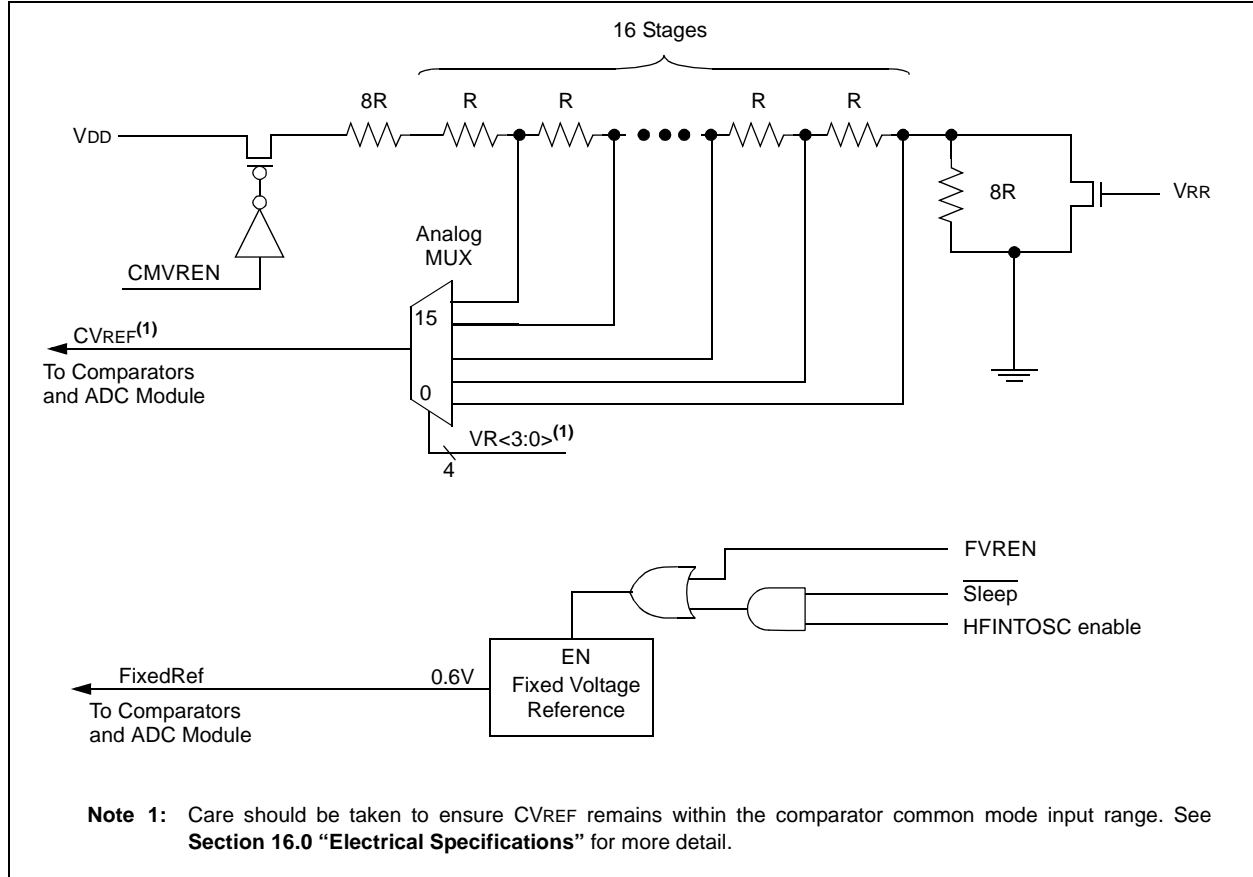 16 Stages
8R R R R R
VDD
8R
VRR
Analog
MUX
CMVREN
15
CVREF(1)
To Comparators
and ADC Module
0
VR<3:0>(1)
4
FVREN
Sleep
HFINTOSC enable
EN
FixedRef 0.6V Fixed Voltage
Reference
To Comparators
and ADC Module
Note 1: Care should be taken to ensure CVREF remains within the comparator common mode input range. See
Section 16.0 “Electrical Specifications” for more detail.